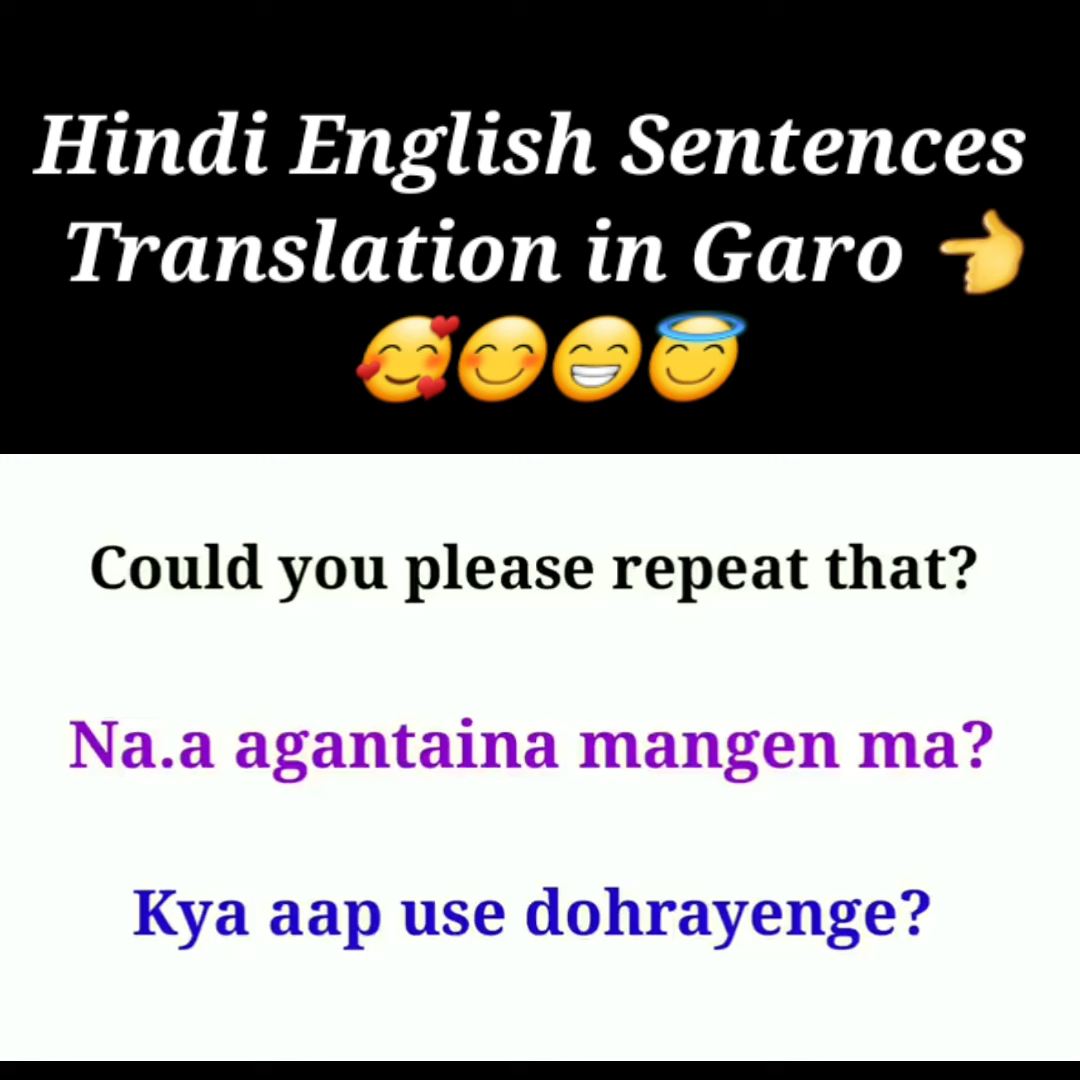 Hindi English Sentences
Translation in Garo 👈
🥰😊😁😇
Could you please repeat that?
Na.a agantaina mangen ma?
Kya aap use dohrayenge?